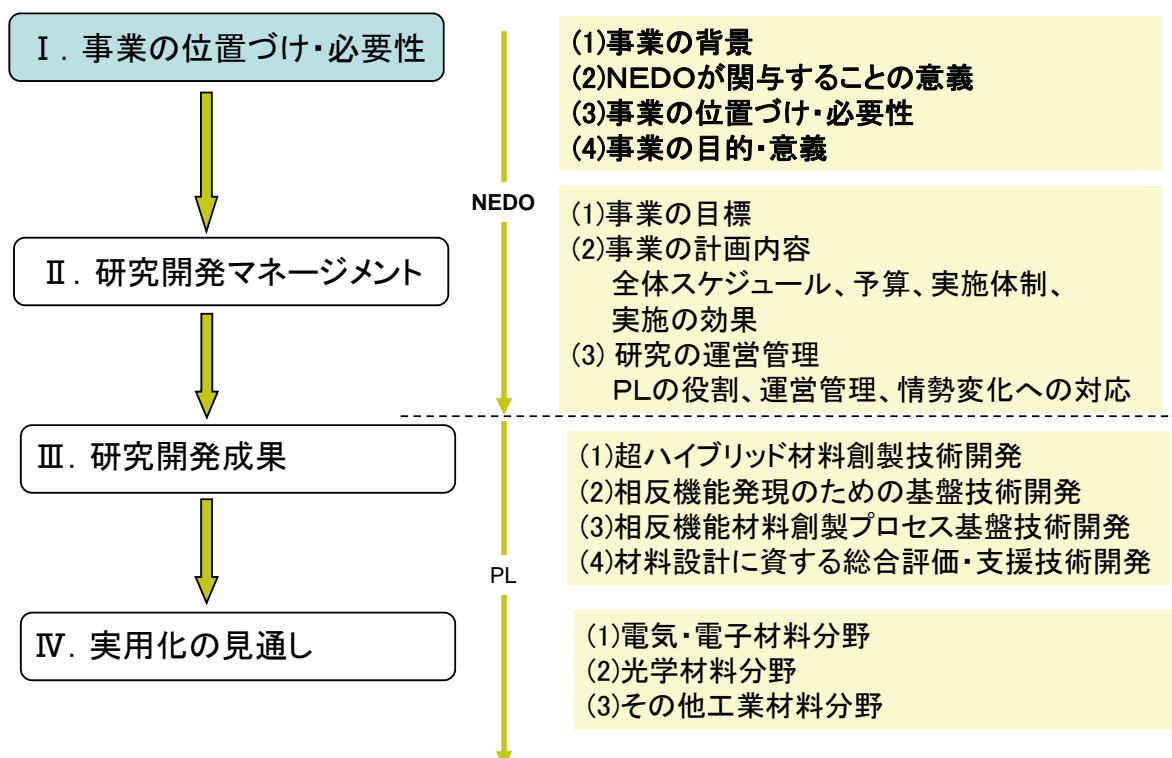 Ⅰ．事業の位置づけ・必要性
(1)事業の背景
(2)ＮＥＤＯが関与することの意義
(3)事業の位置づけ・必要性
(4)事業の目的・意義
NEDO
Ⅱ．研究開発マネージメント
(1)事業の目標
(2)事業の計画内容
全体スケジュール、予算、実施体制、
実施の効果
(3) 研究の運営管理
ＰＬの役割、運営管理、情勢変化への対応
Ⅲ．研究開発成果
(1)超ハイブリッド材料創製技術開発
(2)相反機能発現のための基盤技術開発
(3)相反機能材料創製プロセス基盤技術開発
(4)材料設計に資する総合評価・支援技術開発
PL
Ⅳ．実用化の見通し
(1)電気・電子材料分野
(2)光学材料分野
(3)その他工業材料分野